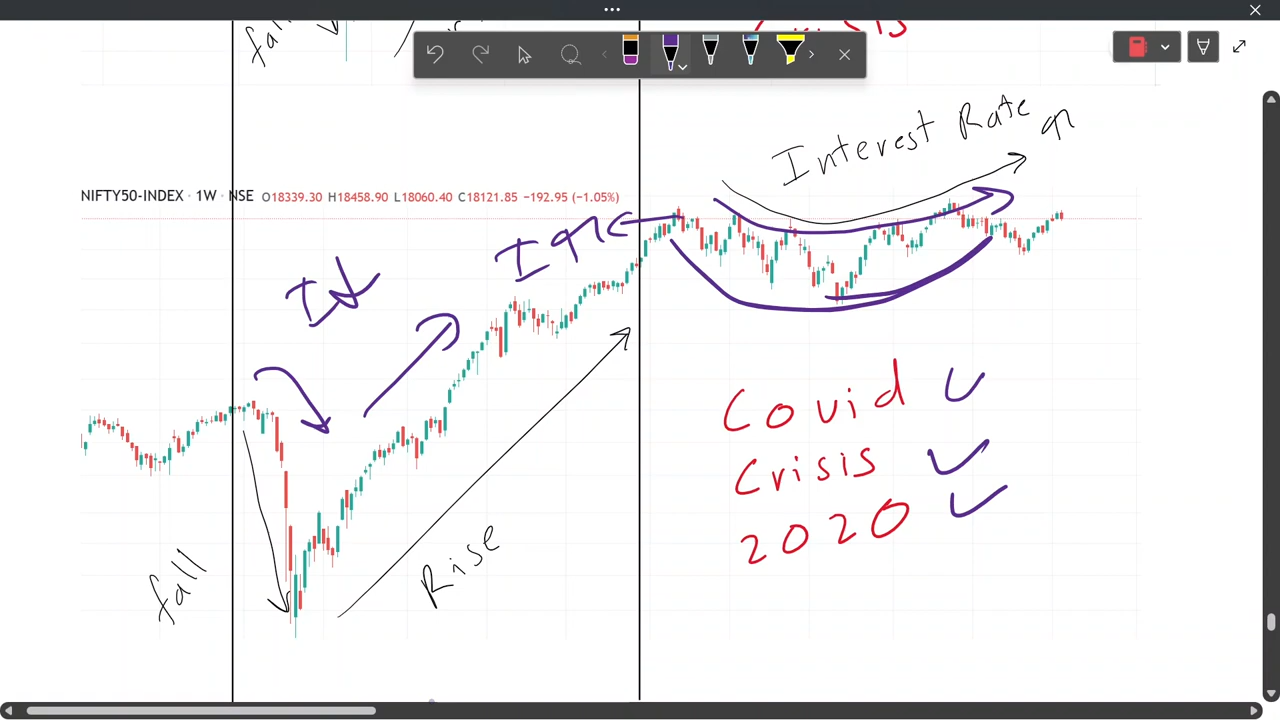 fall
NIFTY50-INDEX · 1W · NSE O18339.30 H18458.90 L18060.40 C18121.85 −192.95 (−1.05%)
Interest Rate
I
I
Covid
Crisis
2020
Rise
fall